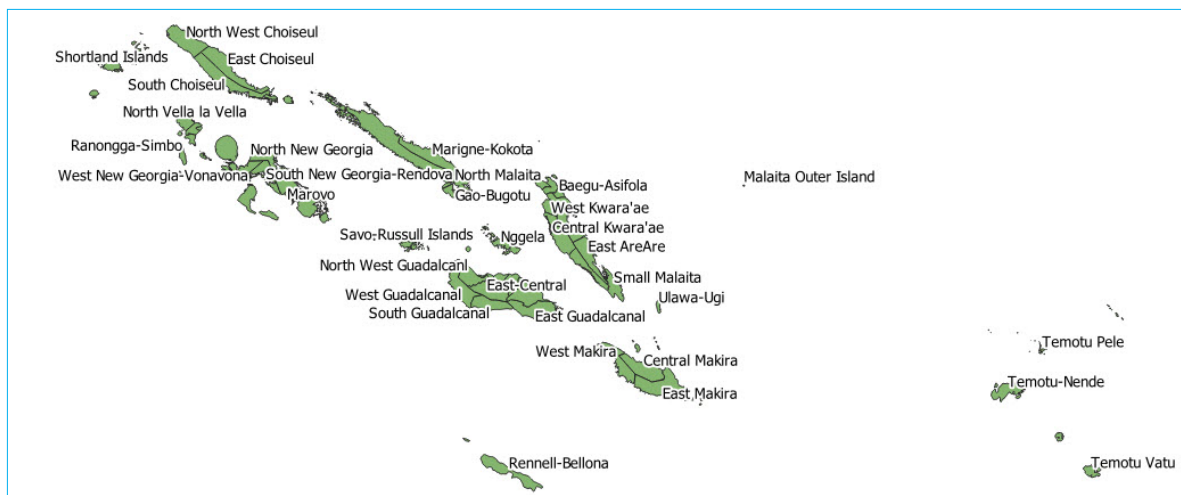 North West Choiseul
Shortland Islands
East Choiseul
South Choiseul
North Vella la Vella
Ranongga-Simbo
North New Georgia
Marigne-Kokota
West New Georgia-Vonavona
South New Georgia-Rendova
North Malaita
Malaita Outer Island
Marovo
Gao-Bugotu
Baegu-Asifola
West Kwara'ae
Central Kwara'ae
Savo-Russull Islands
Nggela
East AreAre
North West Guadalcanl
East-Central
Small Malaita
West Guadalcanal
Ulawa-Ugi
South Guadalcanal
East Guadalcanal
West Makira
Central Makira
Temotu Pele
East Makira
Temotu-Nende
Rennell-Bellona
Temotu Vatu